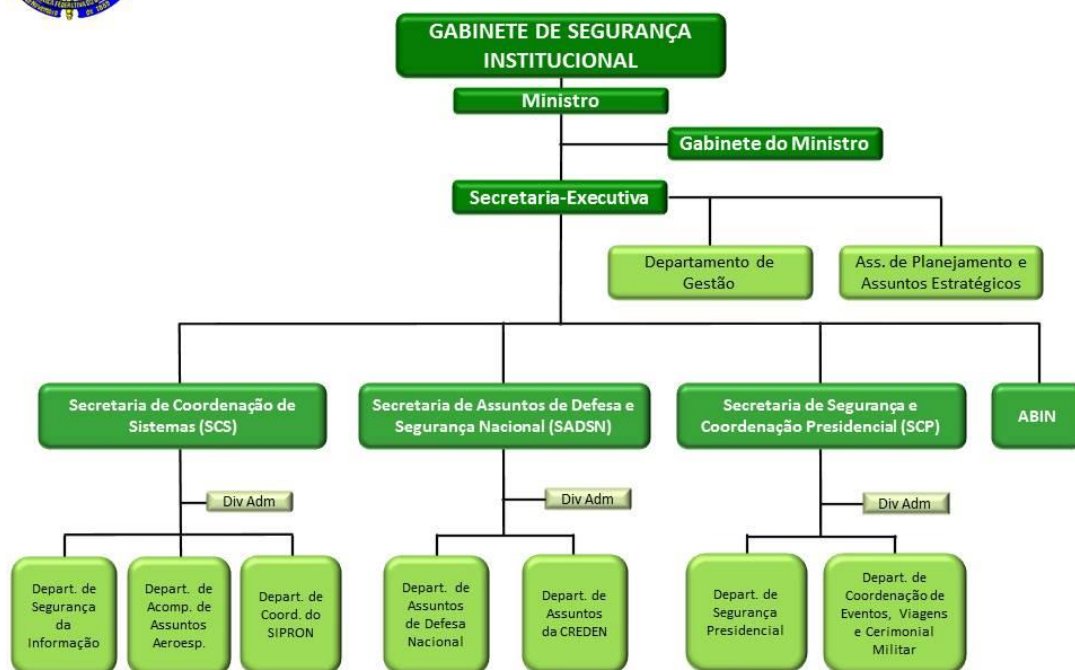 GABINETE DE SEGURANÇA
INSTITUCIONAL
Ministro
Gabinete do Ministro
Secretaria-Executiva
Departamento de
Gestão
Ass. de Planejamento e
Assuntos Estratégicos
Secretaria de Coordenação de
Sistemas (SCS)
Secretaria de Assuntos de Defesa e
Segurança Nacional (SADSN)
Secretaria de Segurança e
Coordenação Presidencial (SCP)
ABIN
Div Adm
Div Adm
Div Adm
Depart. de
Segurança
da
Informação
Depart. de
Acomp. de
Assuntos
Aeroesp.
Depart. de
Coord. do
SIPRON
Depart. de
Assuntos
de Defesa
Nacional
Depart. de
Assuntos
da CREDEN
Depart. de
Segurança
Presidencial
Depart. de
Coordenação de
Eventos, Viagens
e Cerimonial
Militar